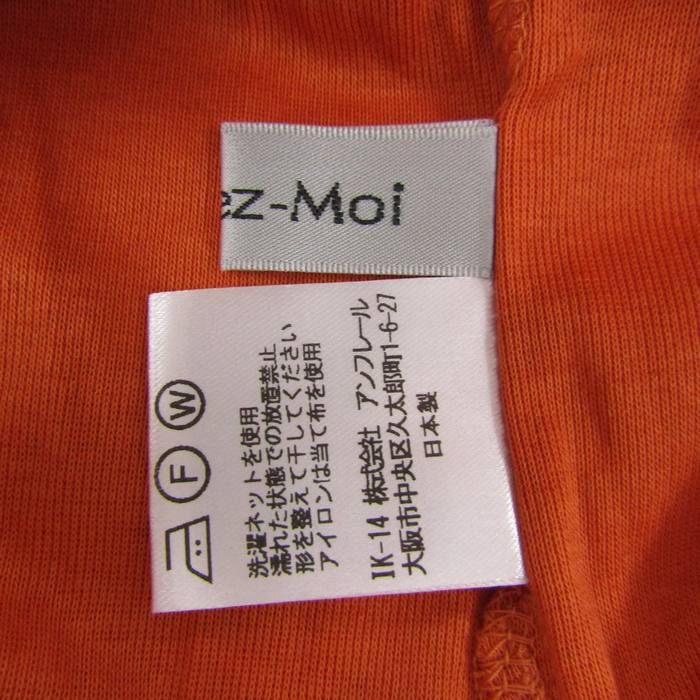 ez-Moi
F W
洗濯ネットを使用
濡れた状態での放置禁止
形を整えて干してください
アイロンは当て布を使用
IK-14 株式会社 アンフレール
大阪市中央区久太郎町1-6-27
日本製